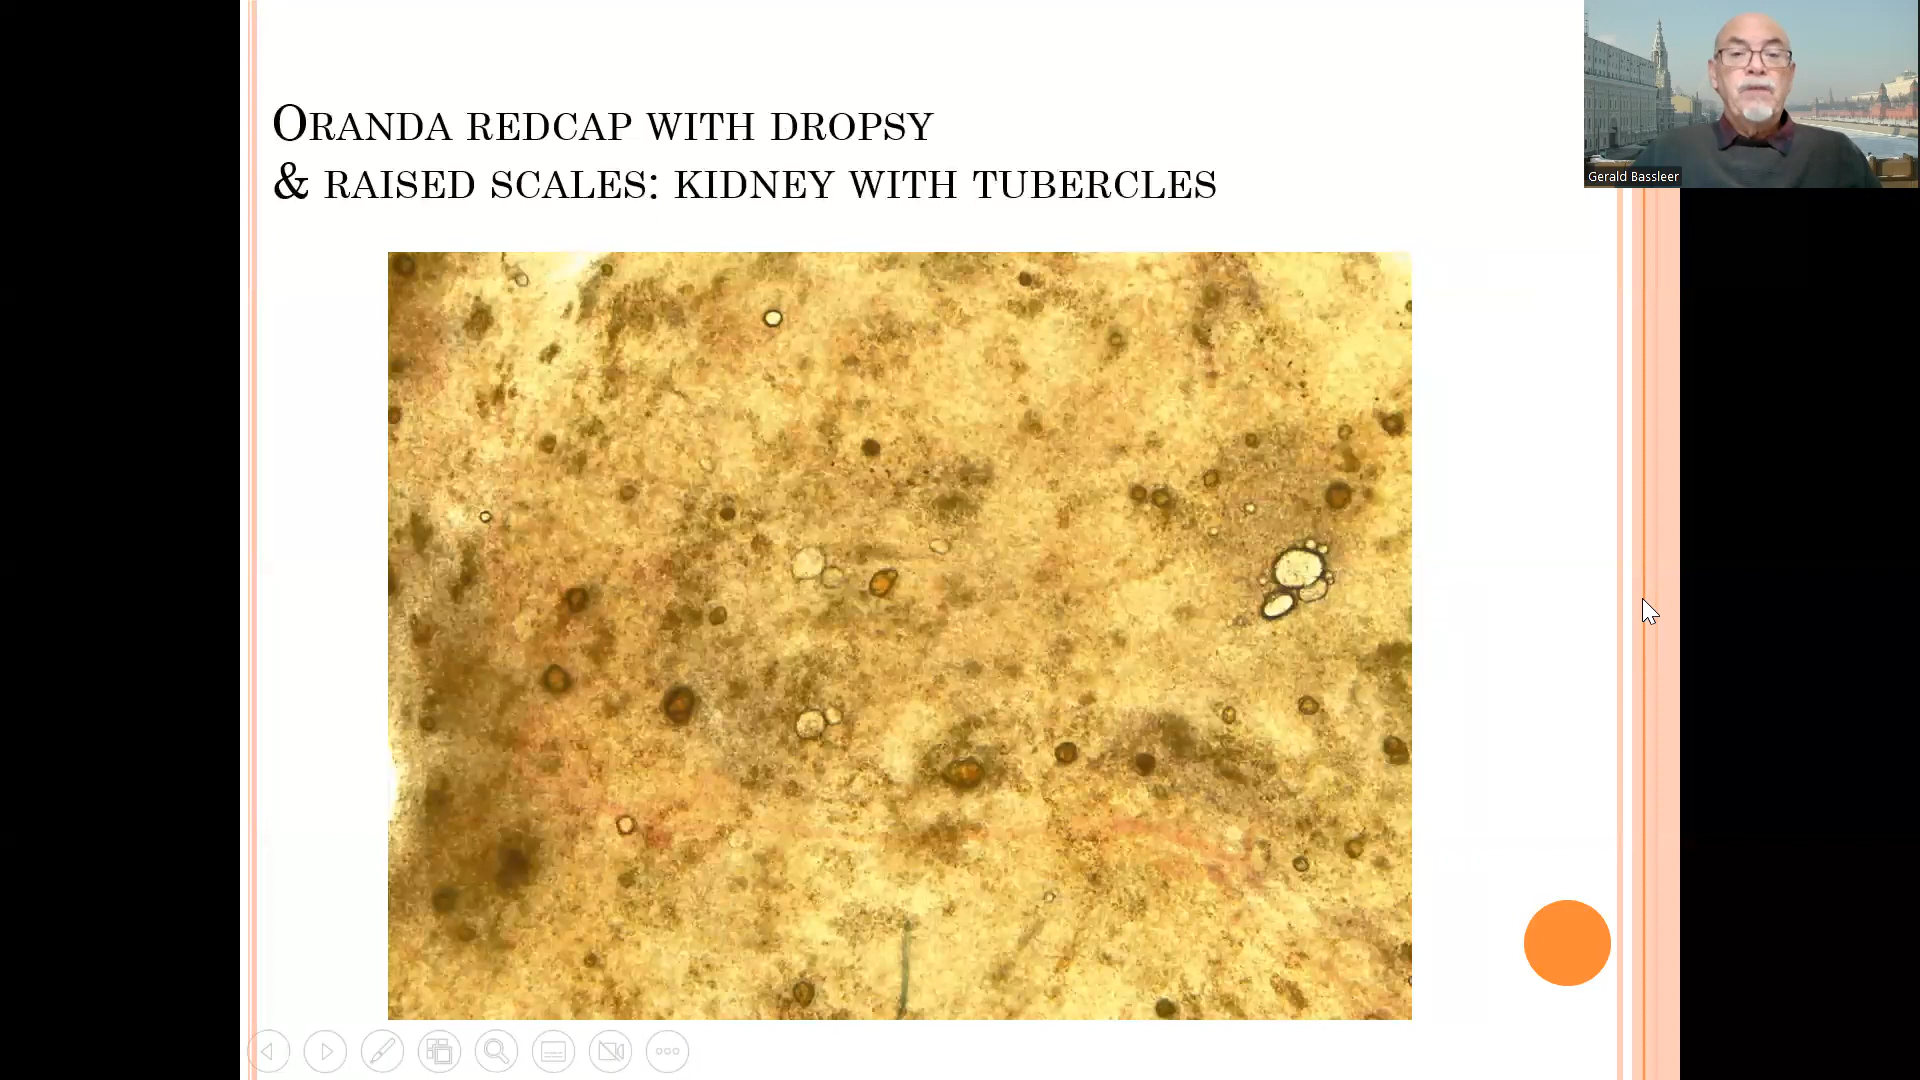 ORANDA REDCAP WITH DROPSY
& RAISED SCALES: KIDNEY WITH TUBERCLES
Gerald Bassleer